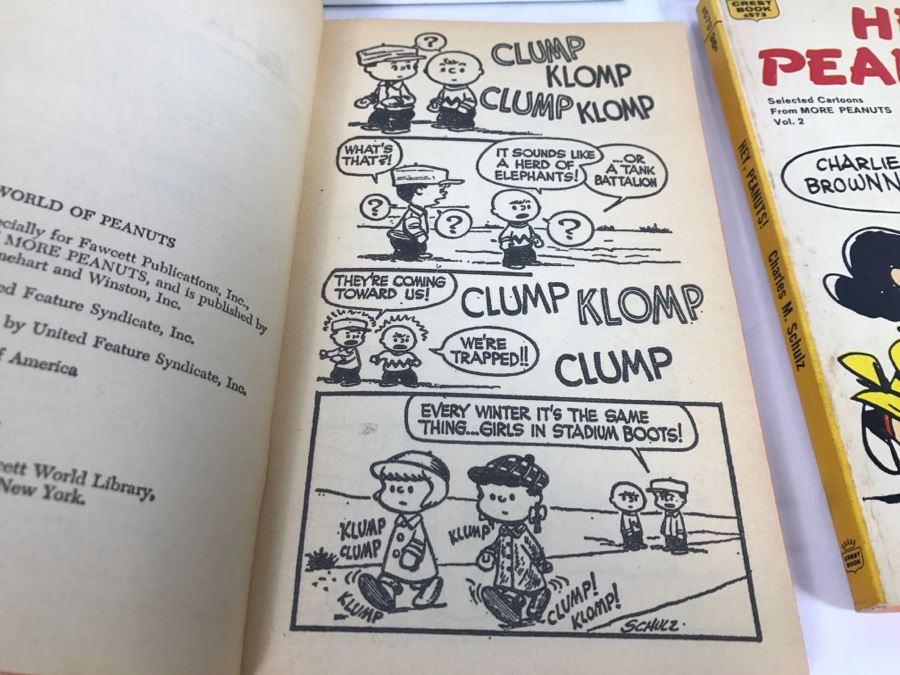 WORLD OF PEANUTS
ecially for Fawcett Publications, Inc.,
MORE PEANUTS, and is published by
nehart and Winston, Inc.
ed Feature Syndicate, Inc.
by United Feature Syndicate, Inc.
of America
cett World Library,
New York.
?
CLUMP
KLOMP
CLUMP KLOMP
WHAT'S
THAT?!
IT SOUNDS LIKE
A HERD OF
ELEPHANTS!
...OR
A TANK
BATTALION
?
?
?
THEY'RE COMING
TOWARD US!
CLUMP KLOMP
WE'RE
TRAPPED!!
CLUMP
EVERY WINTER IT'S THE SAME
THING...GIRLS IN STADIUM BOOTS!
KLUMP
CLUMP
KLUMP
KLUMP
CLUMP!
KLOMP!
SCHULZ
CREST
BOOK
s573
HEY, PEANUTS! Charles M. Schulz
CREST
BOOK
H
PEA
Selected Cartoons
From MORE PEANUTS
Vol. 2
CHARLIE
BROWNN